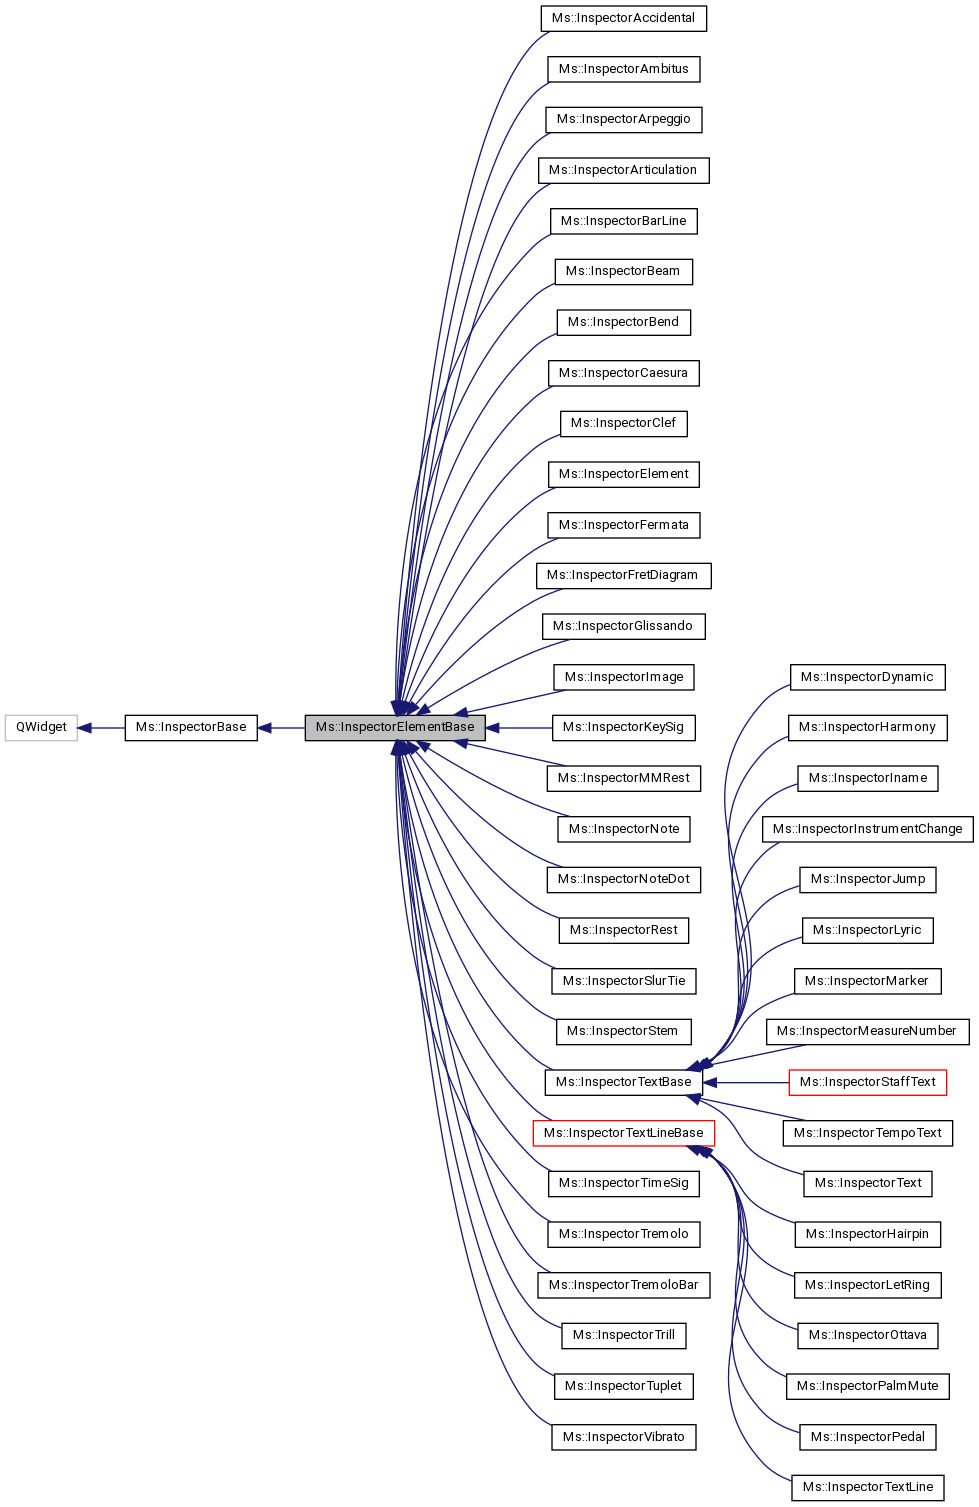 QWidget
Ms::InspectorBase
Ms::InspectorElementBase
Ms::InspectorAccidental
Ms::InspectorAmbitus
Ms::InspectorArpeggio
Ms::InspectorArticulation
Ms::InspectorBarLine
Ms::InspectorBeam
Ms::InspectorBend
Ms::InspectorCaesura
Ms::InspectorClef
Ms::InspectorElement
Ms::InspectorFermata
Ms::InspectorFretDiagram
Ms::InspectorGlissando
Ms::InspectorImage
Ms::InspectorKeySig
Ms::InspectorMMRest
Ms::InspectorNote
Ms::InspectorNoteDot
Ms::InspectorRest
Ms::InspectorSlurTie
Ms::InspectorStem
Ms::InspectorTextBase
Ms::InspectorTextLineBase
Ms::InspectorTimeSig
Ms::InspectorTremolo
Ms::InspectorTremoloBar
Ms::InspectorTrill
Ms::InspectorTuplet
Ms::InspectorVibrato
Ms::InspectorDynamic
Ms::InspectorHarmony
Ms::InspectorIname
Ms::InspectorInstrumentChange
Ms::InspectorJump
Ms::InspectorLyric
Ms::InspectorMarker
Ms::InspectorMeasureNumber
Ms::InspectorStaffText
Ms::InspectorTempoText
Ms::InspectorText
Ms::InspectorHairpin
Ms::InspectorLetRing
Ms::InspectorOttava
Ms::InspectorPalmMute
Ms::InspectorPedal
Ms::InspectorTextLine